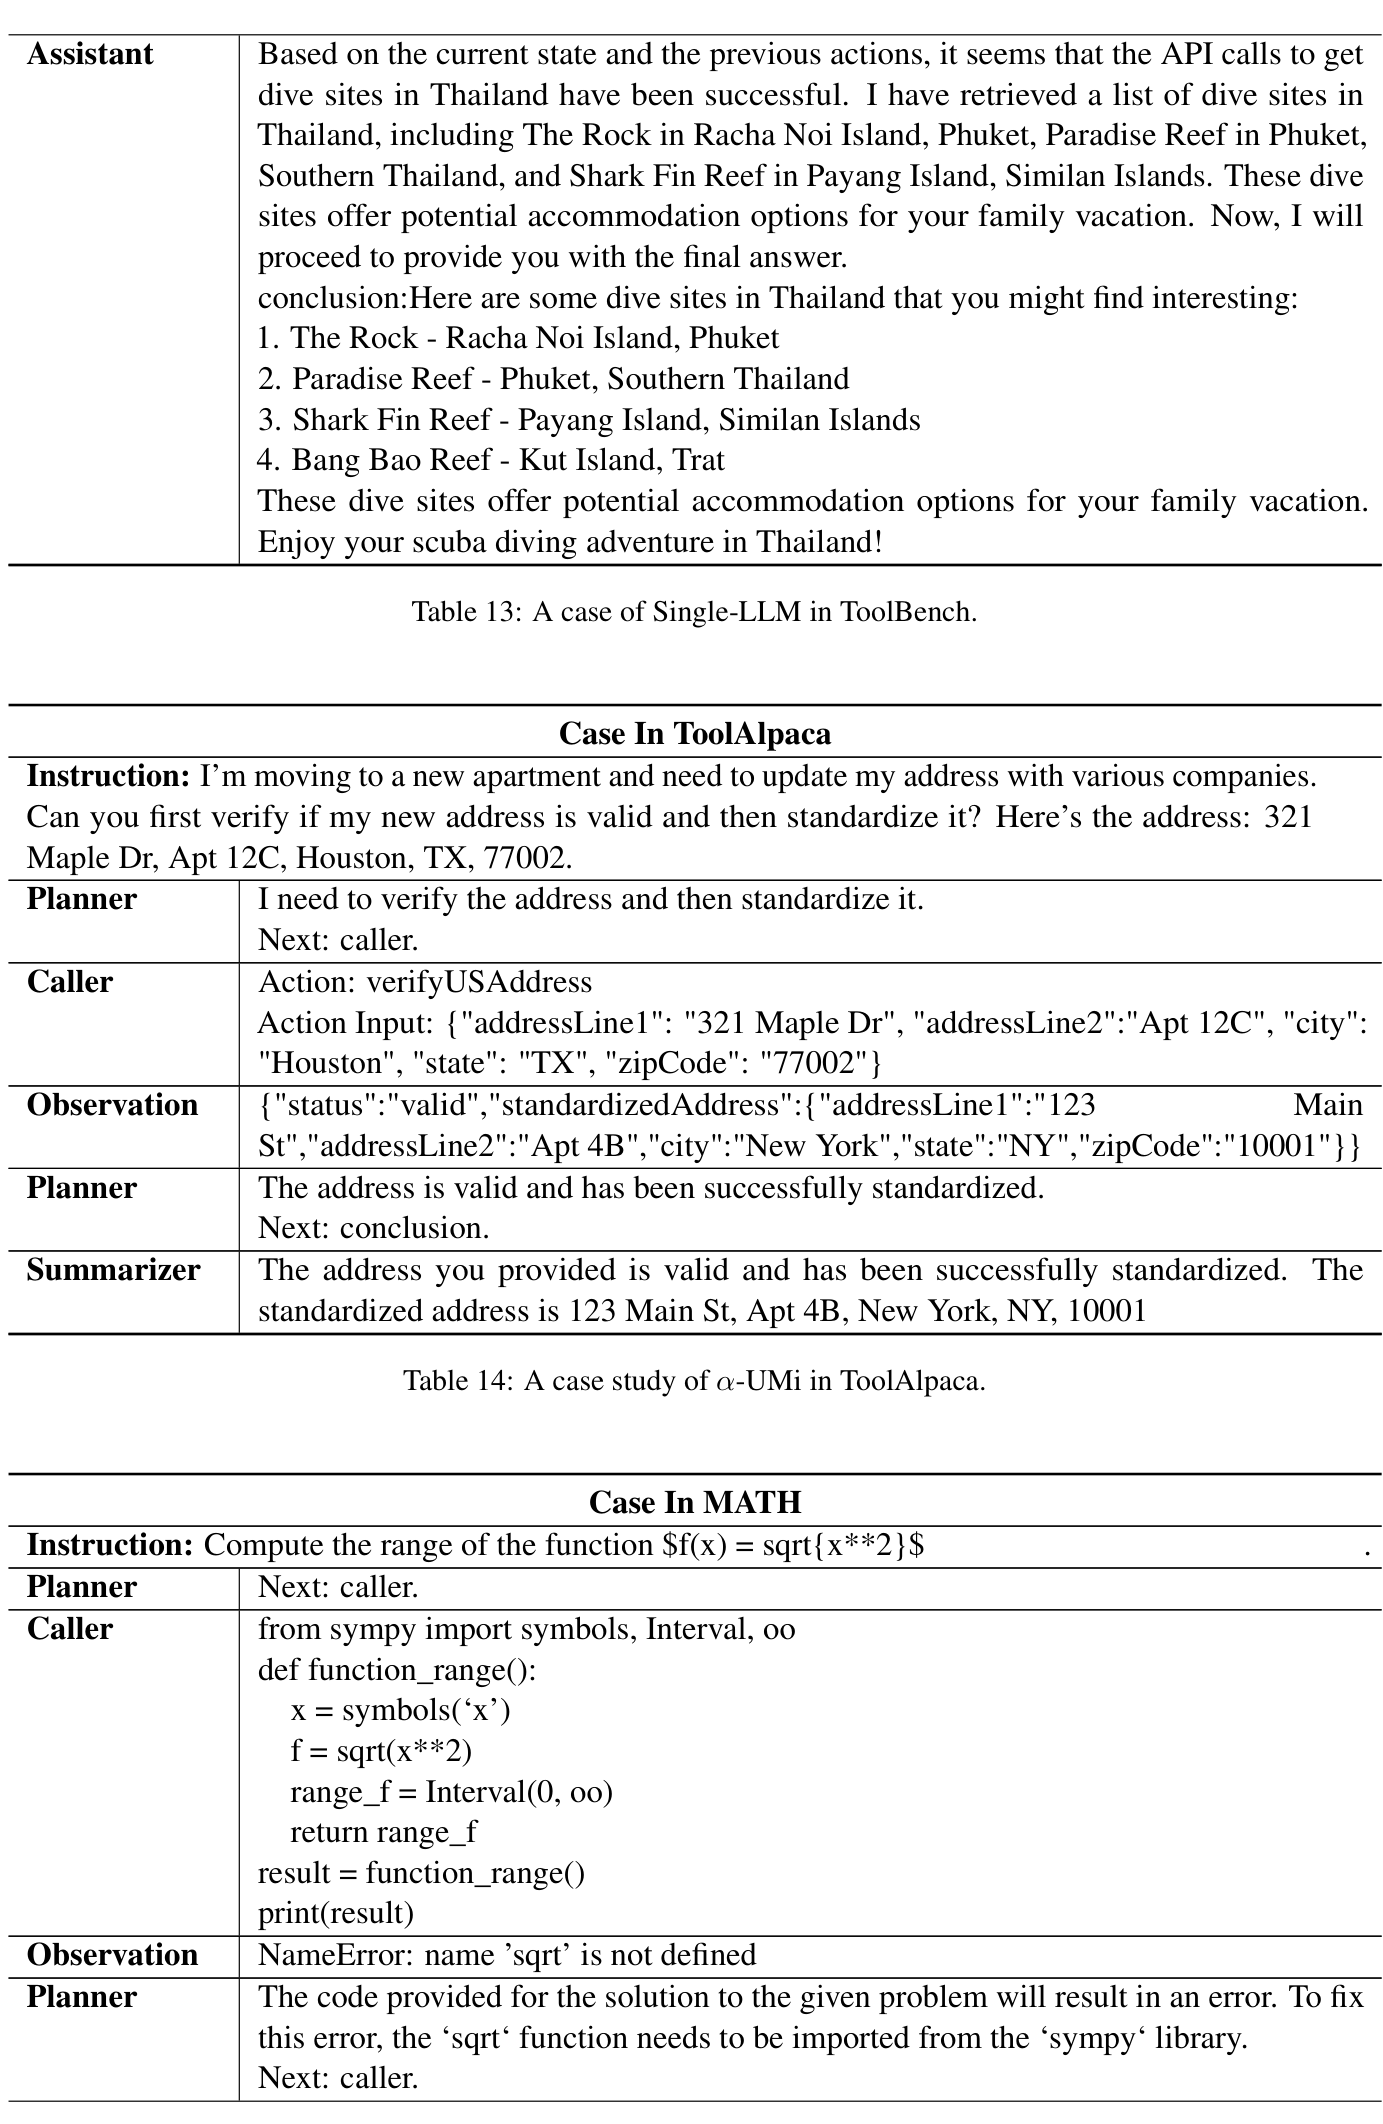 Assistant
Based on the current state and the previous actions, it seems that the API calls to get
dive sites in Thailand have been successful. I have retrieved a list of dive sites in
Thailand, including The Rock in Racha Noi Island, Phuket, Paradise Reef in Phuket,
Southern Thailand, and Shark Fin Reef in Payang Island, Similan Islands. These dive
sites offer potential accommodation options for your family vacation. Now, I will
proceed to provide you with the final answer.
conclusion:Here are some dive sites in Thailand that you might find interesting:
1. The Rock - Racha Noi Island, Phuket
2. Paradise Reef - Phuket, Southern Thailand
3. Shark Fin Reef - Payang Island, Similan Islands
4. Bang Bao Reef - Kut Island, Trat
These dive sites offer potential accommodation options for your family vacation.
Enjoy your scuba diving adventure in Thailand!
Table 13: A case of Single-LLM in ToolBench.
Case In ToolAlpaca
Instruction: I'm moving to a new apartment and need to update my address with various companies.
Can you first verify if my new address is valid and then standardize it? Here's the address: 321
Maple Dr, Apt 12C, Houston, TX, 77002.
Planner
I need to verify the address and then standardize it.
Next: caller.
Caller
Action: verifyUSAddress
Action Input: {"addressLine1": "321 Maple Dr", "addressLine2":"Apt 12C", "city":
"Houston", "state": "TX", "zipCode": "77002"}
Observation
{"status":"valid","standardizedAddress":{"addressLine1":"123 Main
St","addressLine2":"Apt 4B","city":"New York","state":"NY","zipCode":"10001"}}
Planner
The address is valid and has been successfully standardized.
Next: conclusion.
Summarizer
The address you provided is valid and has been successfully standardized. The
standardized address is 123 Main St, Apt 4B, New York, NY, 10001
Table 14: A case study of α-UMi in ToolAlpaca.
Case In MATH
Instruction: Compute the range of the function $f(x) = sqrt{x**2}$ .
Planner
Next: caller.
Caller
from sympy import symbols, Interval, oo
def function_range():
x = symbols(‘x’)
f = sqrt(x**2)
range_f = Interval(0, oo)
return range_f
result = function_range()
print(result)
Observation
NameError: name ’sqrt’ is not defined
Planner
The code provided for the solution to the given problem will result in an error. To fix
this error, the ‘sqrt‘ function needs to be imported from the ‘sympy‘ library.
Next: caller.